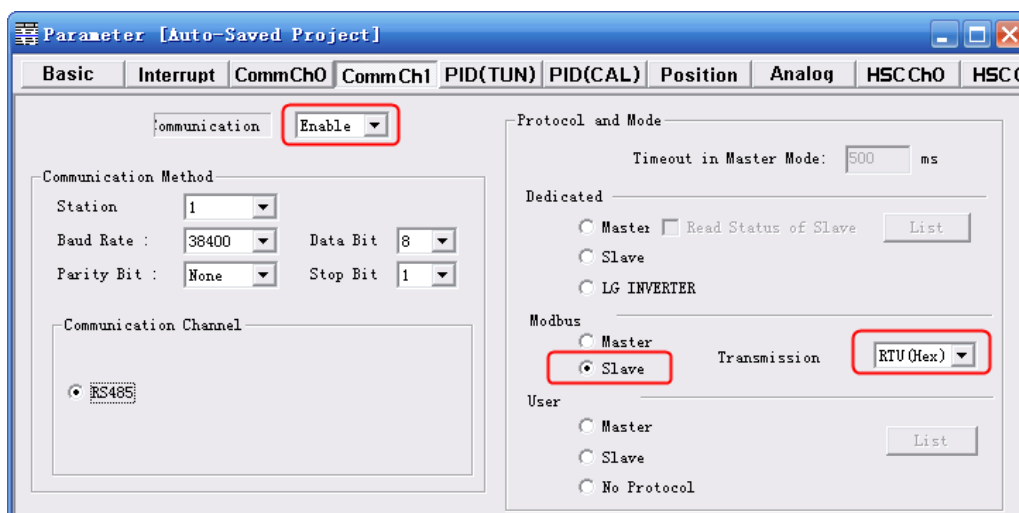 Parameter [Auto-Saved Project]
Basic Interrupt CommCh0 CommCh1 PID(TUN) PID(CAL) Position Analog HSCCh0 HSC
ommunication Enable
Communication Method
Station 1
Baud Rate : 38400 Data Bit 8
Parity Bit : None Stop Bit 1
Communication Channel
RS485
Protocol and Mode
Timeout in Master Mode: 500 ms
Dedicated
Master Read Status of Slave List
Slave
LG INVERTER
Modbus
Master
Slave
Transmission RTU(Hex)
User
Master
Slave
No Protocol
List